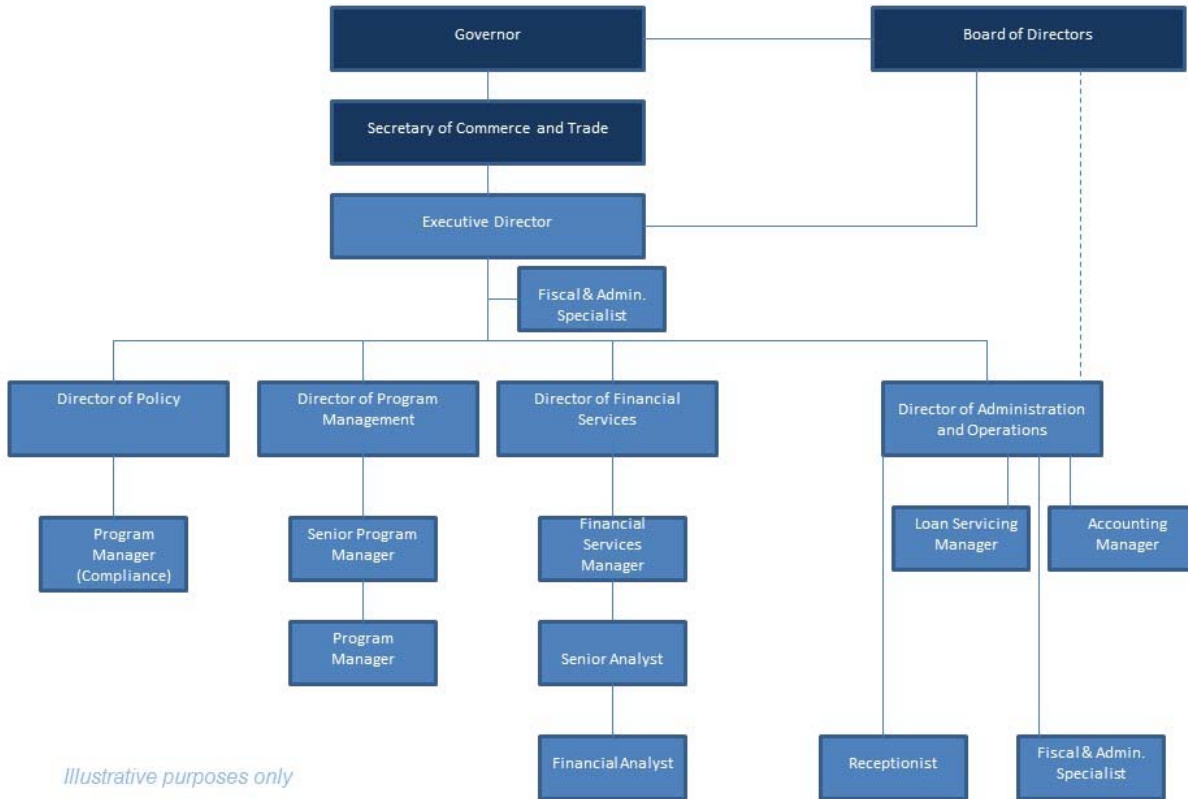 Governor
Board of Directors
Secretary of Commerce and Trade
Executive Director
Fiscal & Admin.
Specialist
Director of Policy
Director of Program
Management
Director of Financial
Services
Director of Administration
and Operations
Program
Manager
(Compliance)
Senior Program
Manager
Financial
Services
Manager
Loan Servicing
Manager
Accounting
Manager
Program
Manager
Senior Analyst
Financial Analyst
Receptionist
Fiscal & Admin.
Specialist
Illustrative purposes only